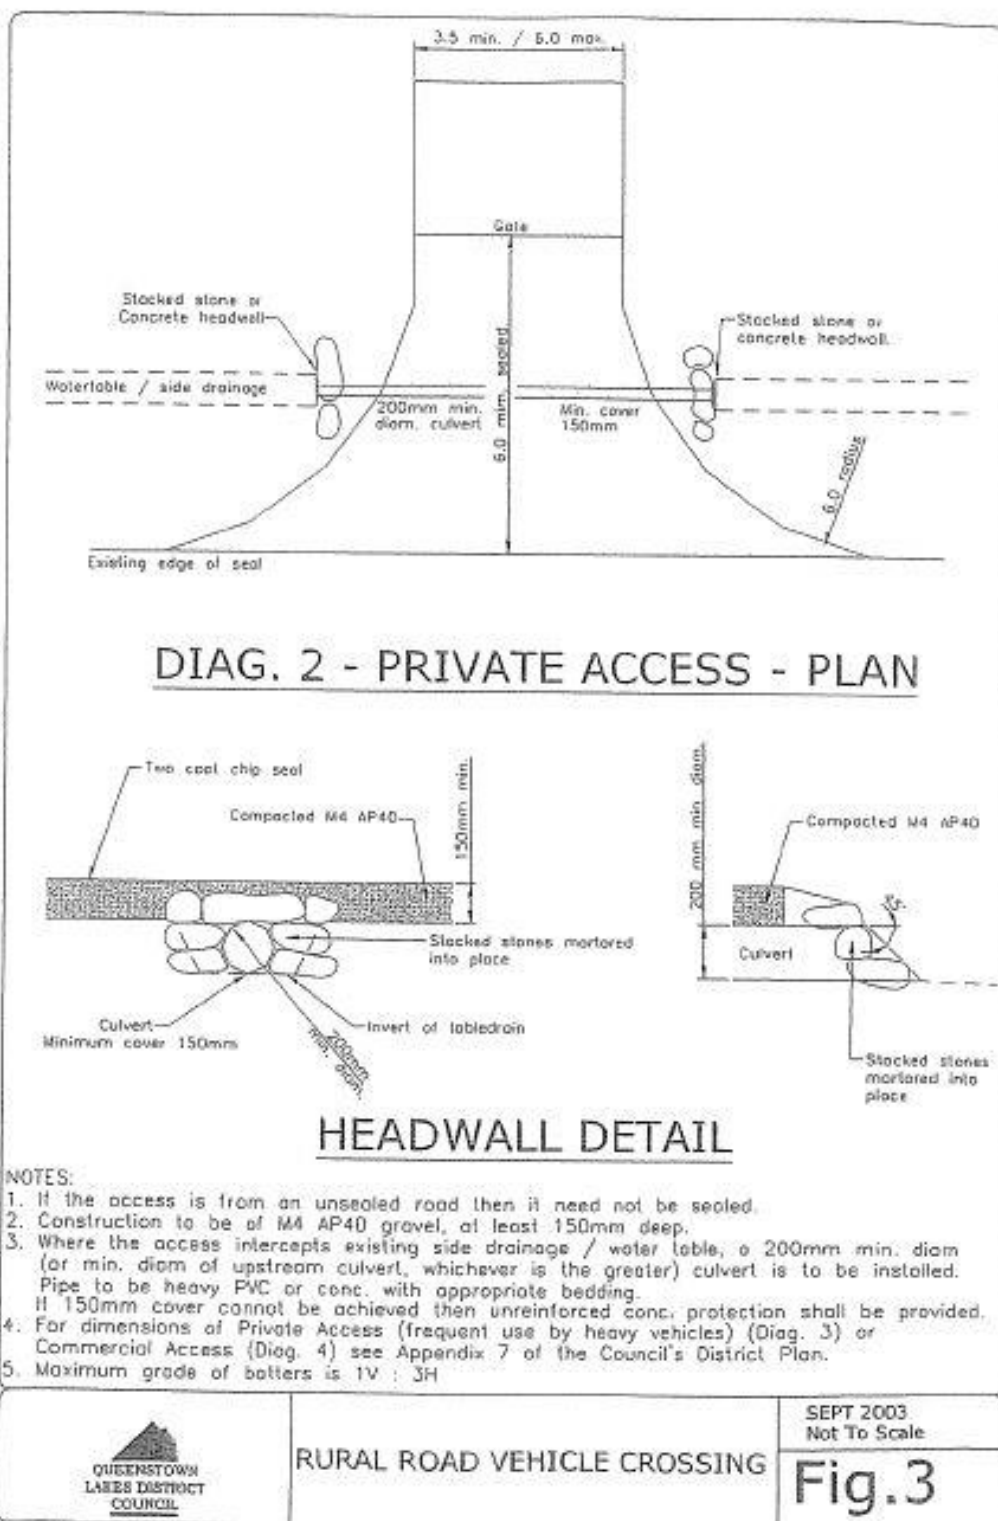 3.5 min. / 6.0 max.
Gate
Stacked stone or
Concrete headwall
Stacked stone or
concrete headwall
Watertable / side drainage
200mm min.
diam. culvert
Min. cover
150mm
6.0 min. sealed
6.0 radius
Existing edge of seal
DIAG. 2 - PRIVATE ACCESS - PLAN
Two coat chip seal
Compacted M4 AP40
150mm min.
200 mm min diam.
Compacted M4 AP40
Stacked stones mortared
into place
Culvert
Culvert
Minimum cover 150mm
Invert of tabledrain
200mm
min. diam.
45°
Stacked stones
mortared into
place
HEADWALL DETAIL
NOTES:
1. If the access is from an unsealed road then it need not be sealed.
2. Construction to be of M4 AP40 gravel, at least 150mm deep.
3. Where the access intercepts existing side drainage / water table, a 200mm min. diam
(or min. diam of upstream culvert, whichever is the greater) culvert is to be installed.
Pipe to be heavy PVC or conc. with appropriate bedding.
If 150mm cover cannot be achieved then unreinforced conc. protection shall be provided.
4. For dimensions of Private Access (frequent use by heavy vehicles) (Diag. 3) or
Commercial Access (Diag. 4) see Appendix 7 of the Council's District Plan.
5. Maximum grade of batters is 1V : 3H
QUEENSTOWN
LAKES DISTRICT
COUNCIL
RURAL ROAD VEHICLE CROSSING
SEPT 2003
Not To Scale
Fig.3